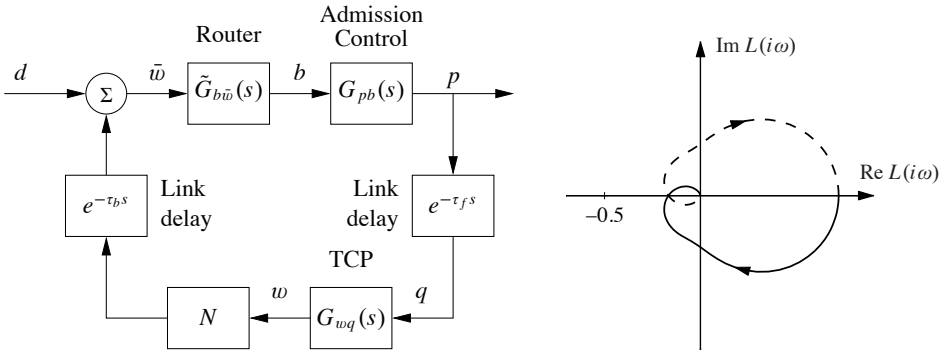 Router
Admission
Control
d
Σ
w̄
G̃_{bw̄}(s)
b
G_{pb}(s)
p
e^{−τ_b s}
Link
delay
Link
delay
e^{−τ_f s}
TCP
N
w
G_{wq}(s)
q
Im L(iω)
Re L(iω)
−0.5